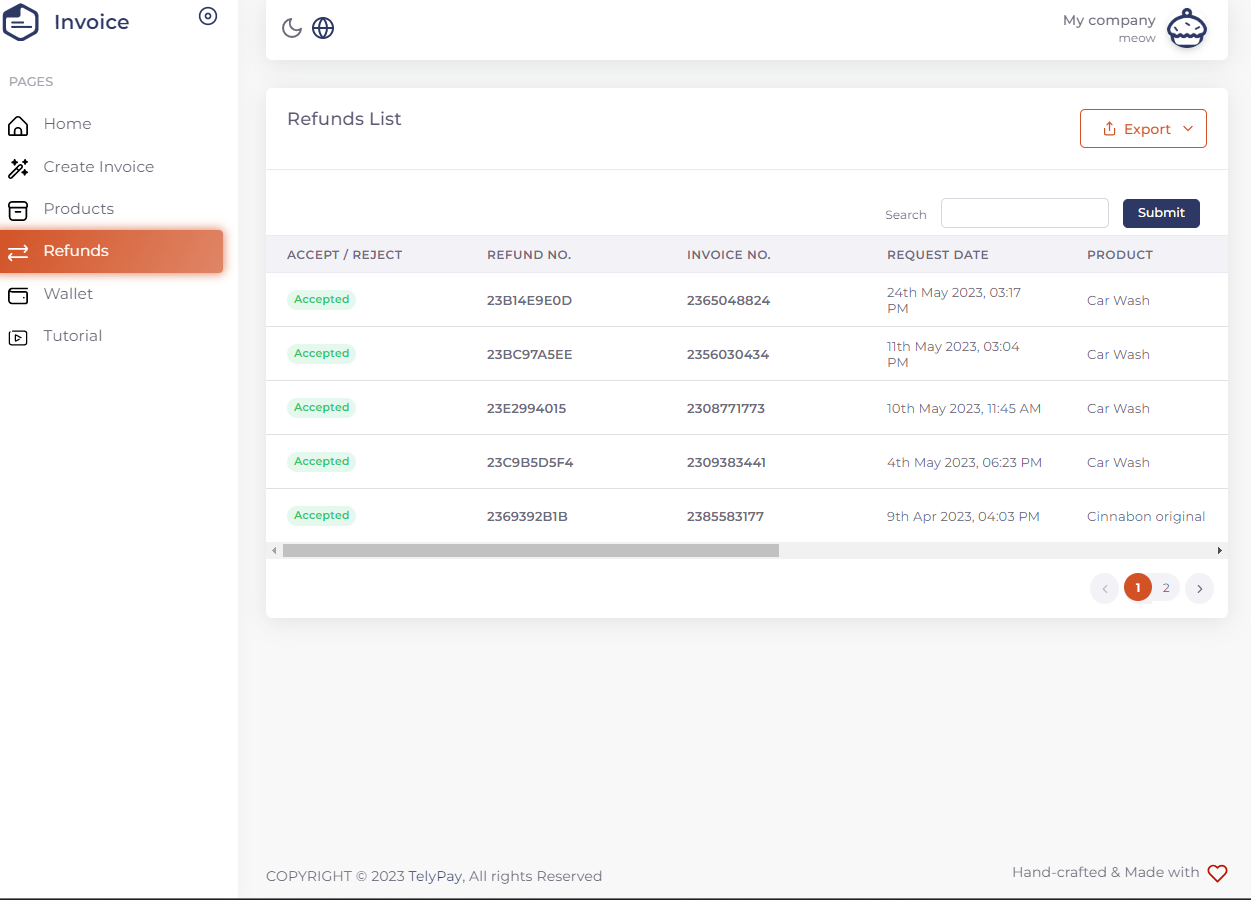 Invoice
My company
meow
PAGES
Home
Create Invoice
Products
Refunds
Wallet
Tutorial
Refunds List
Export
Search
Submit
ACCEPT / REJECT REFUND NO. INVOICE NO. REQUEST DATE PRODUCT
Accepted 23B14E9E0D 2365048824 24th May 2023, 03:17 PM Car Wash
Accepted 23BC97A5EE 2356030434 11th May 2023, 03:04 PM Car Wash
Accepted 23E2994015 2308771773 10th May 2023, 11:45 AM Car Wash
Accepted 23C9B5D5F4 2309383441 4th May 2023, 06:23 PM Car Wash
Accepted 2369392B1B 2385583177 9th Apr 2023, 04:03 PM Cinnabon original
1 2
COPYRIGHT © 2023 TelyPay, All rights Reserved
Hand-crafted & Made with